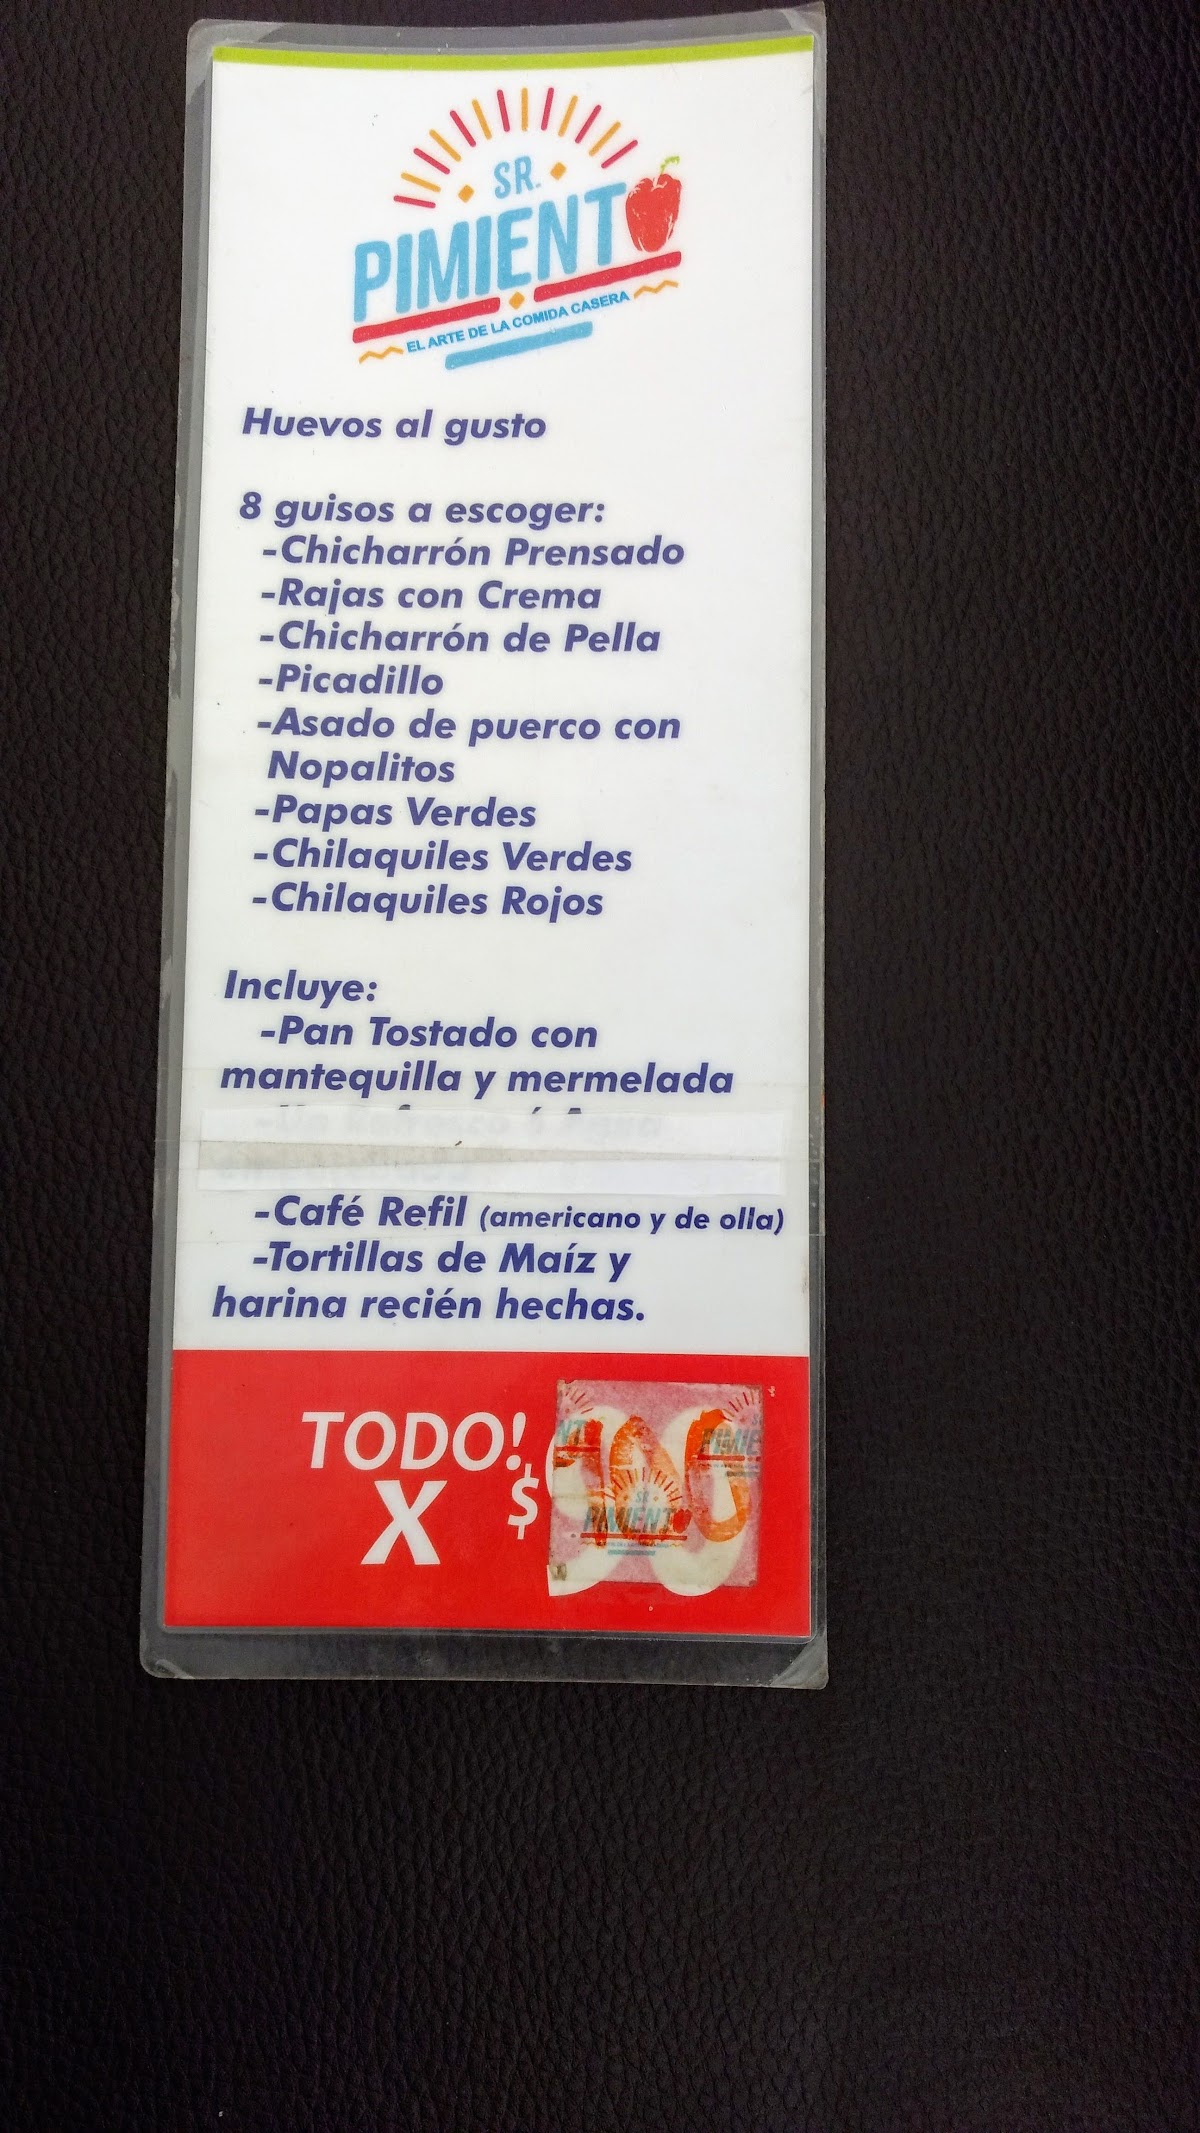 SR.
PIMIENTO
EL ARTE DE LA COMIDA CASERA
Huevos al gusto
8 guisos a escoger:
-Chicharrón Prensado
-Rajas con Crema
-Chicharrón de Pella
-Picadillo
-Asado de puerco con
Nopalitos
-Papas Verdes
-Chilaquiles Verdes
-Chilaquiles Rojos
Incluye:
-Pan Tostado con
mantequilla y mermelada
-Café Refil (americano y de olla)
-Tortillas de Maíz y
harina recién hechas.
TODO!
X $
SR.
PIMIENTO